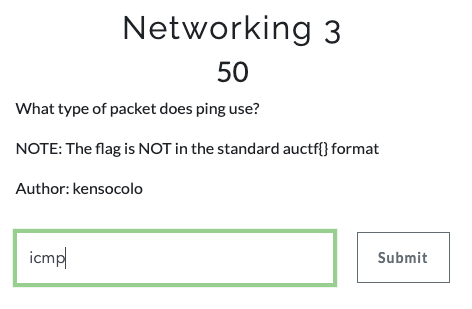 Networking 3
50
What type of packet does ping use?
NOTE: The flag is NOT in the standard auctf{} format
Author: kensocolo
icmp
Submit